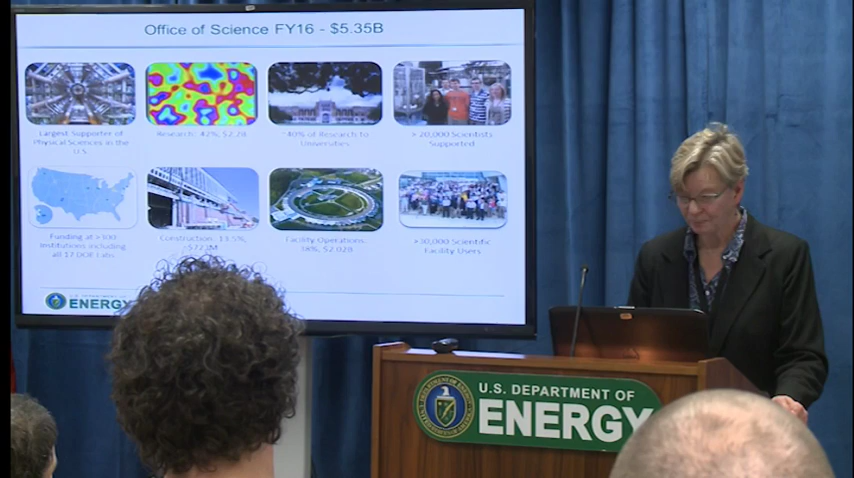 Office of Science FY16 - $5.35B
Largest Supporter of
Physical Sciences in the
U.S.
Research: 42%, $2.2B
~40% of Research to
Universities
> 20,000 Scientists
Supported
Funding at >300
Institutions including
all 17 DOE Labs
Construction: 13.5%,
Facility Operations:
38%, $2.02B
>30,000 Scientific
Facility Users
U.S. DEPARTMENT OF
ENERGY
U.S. DEPARTMENT OF
ENERGY